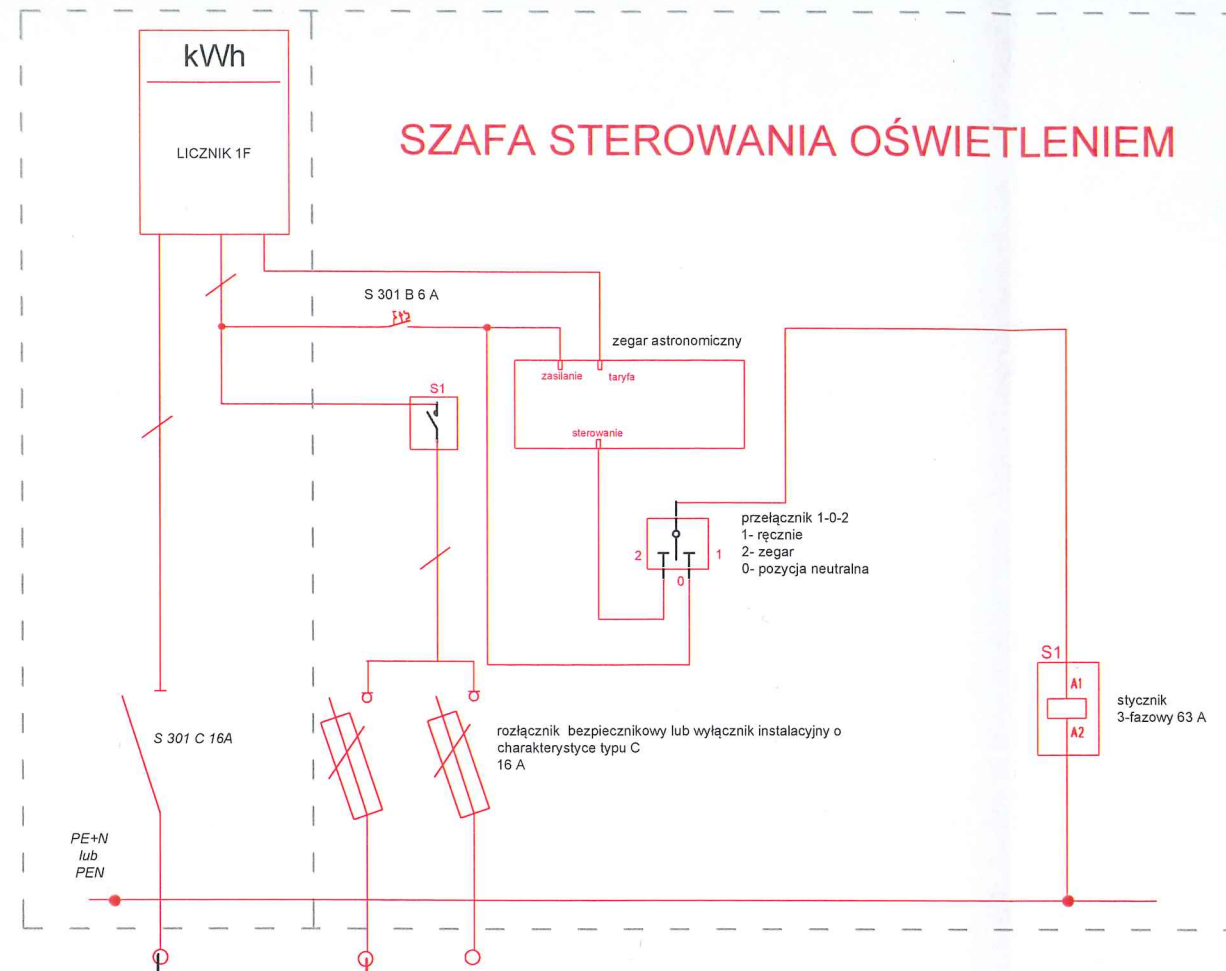 kWh
LICZNIK 1F
SZAFA STEROWANIA OŚWIETLENIEM
S 301 B 6 A
zegar astronomiczny
zasilanie
taryfa
S1
sterowanie
przełącznik 1-0-2
1- ręcznie
2- zegar
0- pozycja neutralna
2
1
0
S1
A1
A2
stycznik
3-fazowy 63 A
S 301 C 16A
rozłącznik bezpiecznikowy lub wyłącznik instalacyjny o
charakterystyce typu C
16 A
PE+N
lub
PEN